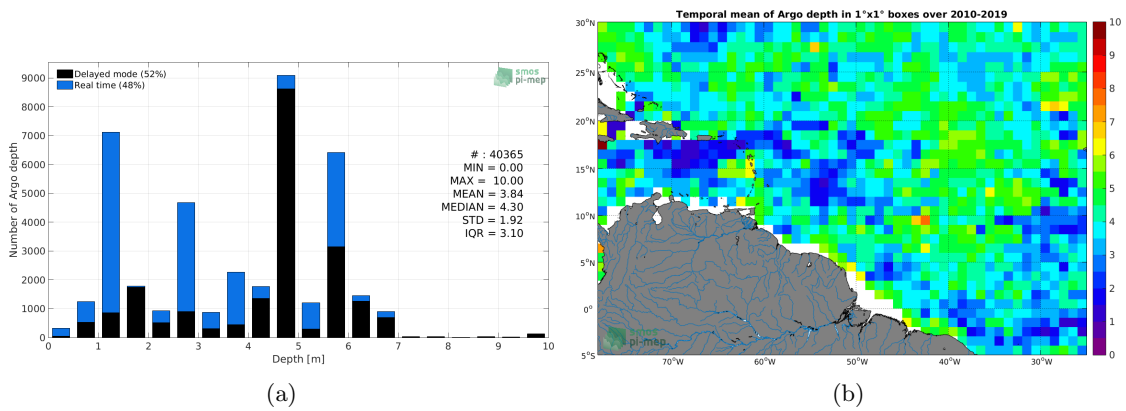 Delayed mode (52%)
Real time (48%)
smos
pi-mep
# : 40365
MIN = 0.00
MAX = 10.00
MEAN = 3.84
MEDIAN = 4.30
STD = 1.92
IQR = 3.10
Number of Argo depth
9000
8000
7000
6000
5000
4000
3000
2000
1000
0
0 1 2 3 4 5 6 7 8 9 10
Depth [m]
(a)
Temporal mean of Argo depth in 1°x1° boxes over 2010-2019
30°N
25°N
20°N
15°N
10°N
5°N
0°
5°S
70°W 60°W 50°W 40°W 30°W
smos
pi-mep
10
9
8
7
6
5
4
3
2
1
0
(b)